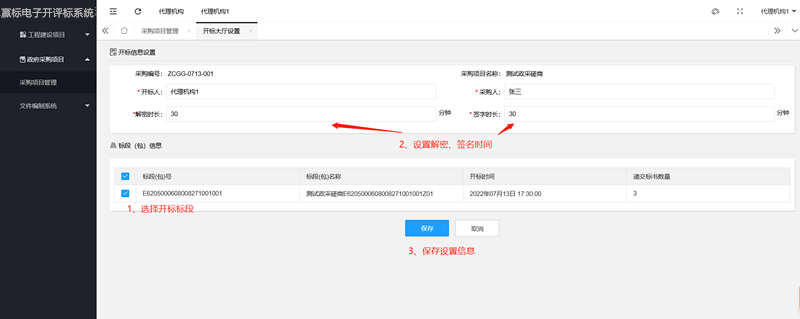 赢标电子开评标系统
代理机构 代理机构1 代理机构1
工程建设项目
政府采购项目
采购项目管理
文件编制系统
采购项目管理 × 开标大厅设置 ×
开标信息设置
采购编号： ZCGG-0713-001 采购项目名称： 测试政采磋商
* 开标人： 代理机构1 * 采购人： 张三
*解密时长： 30 分钟 * 签字时长： 30 分钟
2、设置解密、签名时间
标段（包）信息
标段(包)号 标段(包)名称 开标时间 递交标书数量
E6205000608008271001001 测试政采磋商E6205000608008271001001Z01 2022年07月13日 17:30:00 3
1、选择开标标段
保存 取消
3、保存设置信息